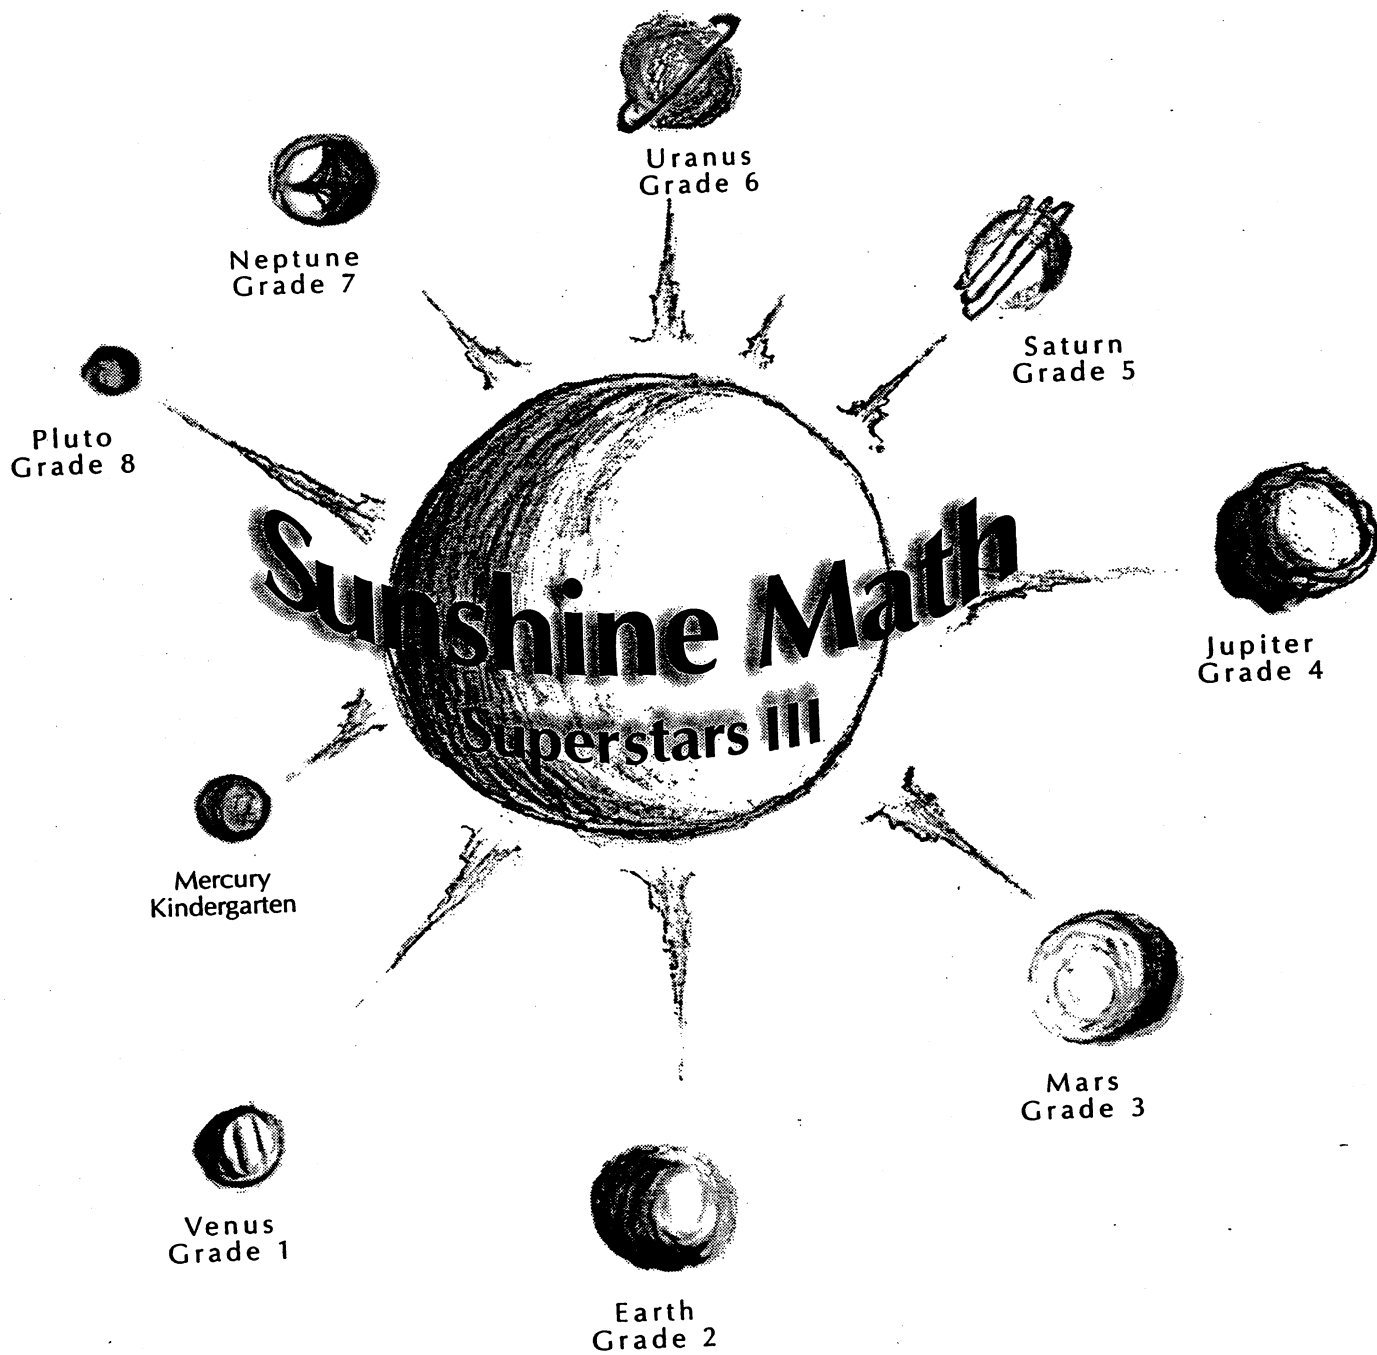 Uranus
Grade 6
Neptune
Grade 7
Saturn
Grade 5
Pluto
Grade 8
Sunshine Math
Superstars III
Jupiter
Grade 4
Mercury
Kindergarten
Mars
Grade 3
Venus
Grade 1
Earth
Grade 2